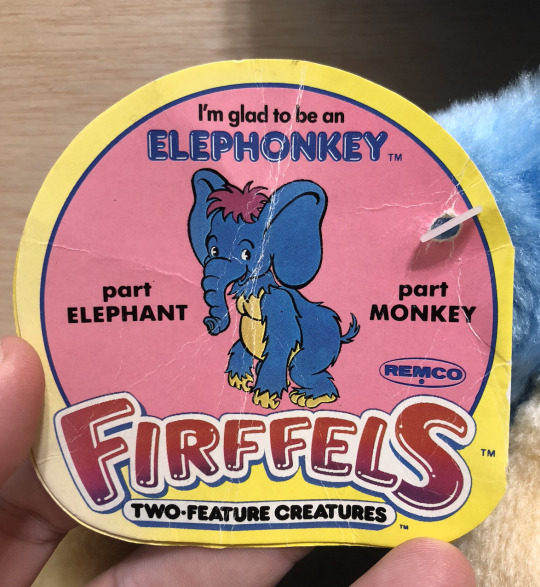 I'm glad to be an
ELEPHONKEY™
part
ELEPHANT
part
MONKEY
REMCO
FIRFFELS™
TWO-FEATURE CREATURES™